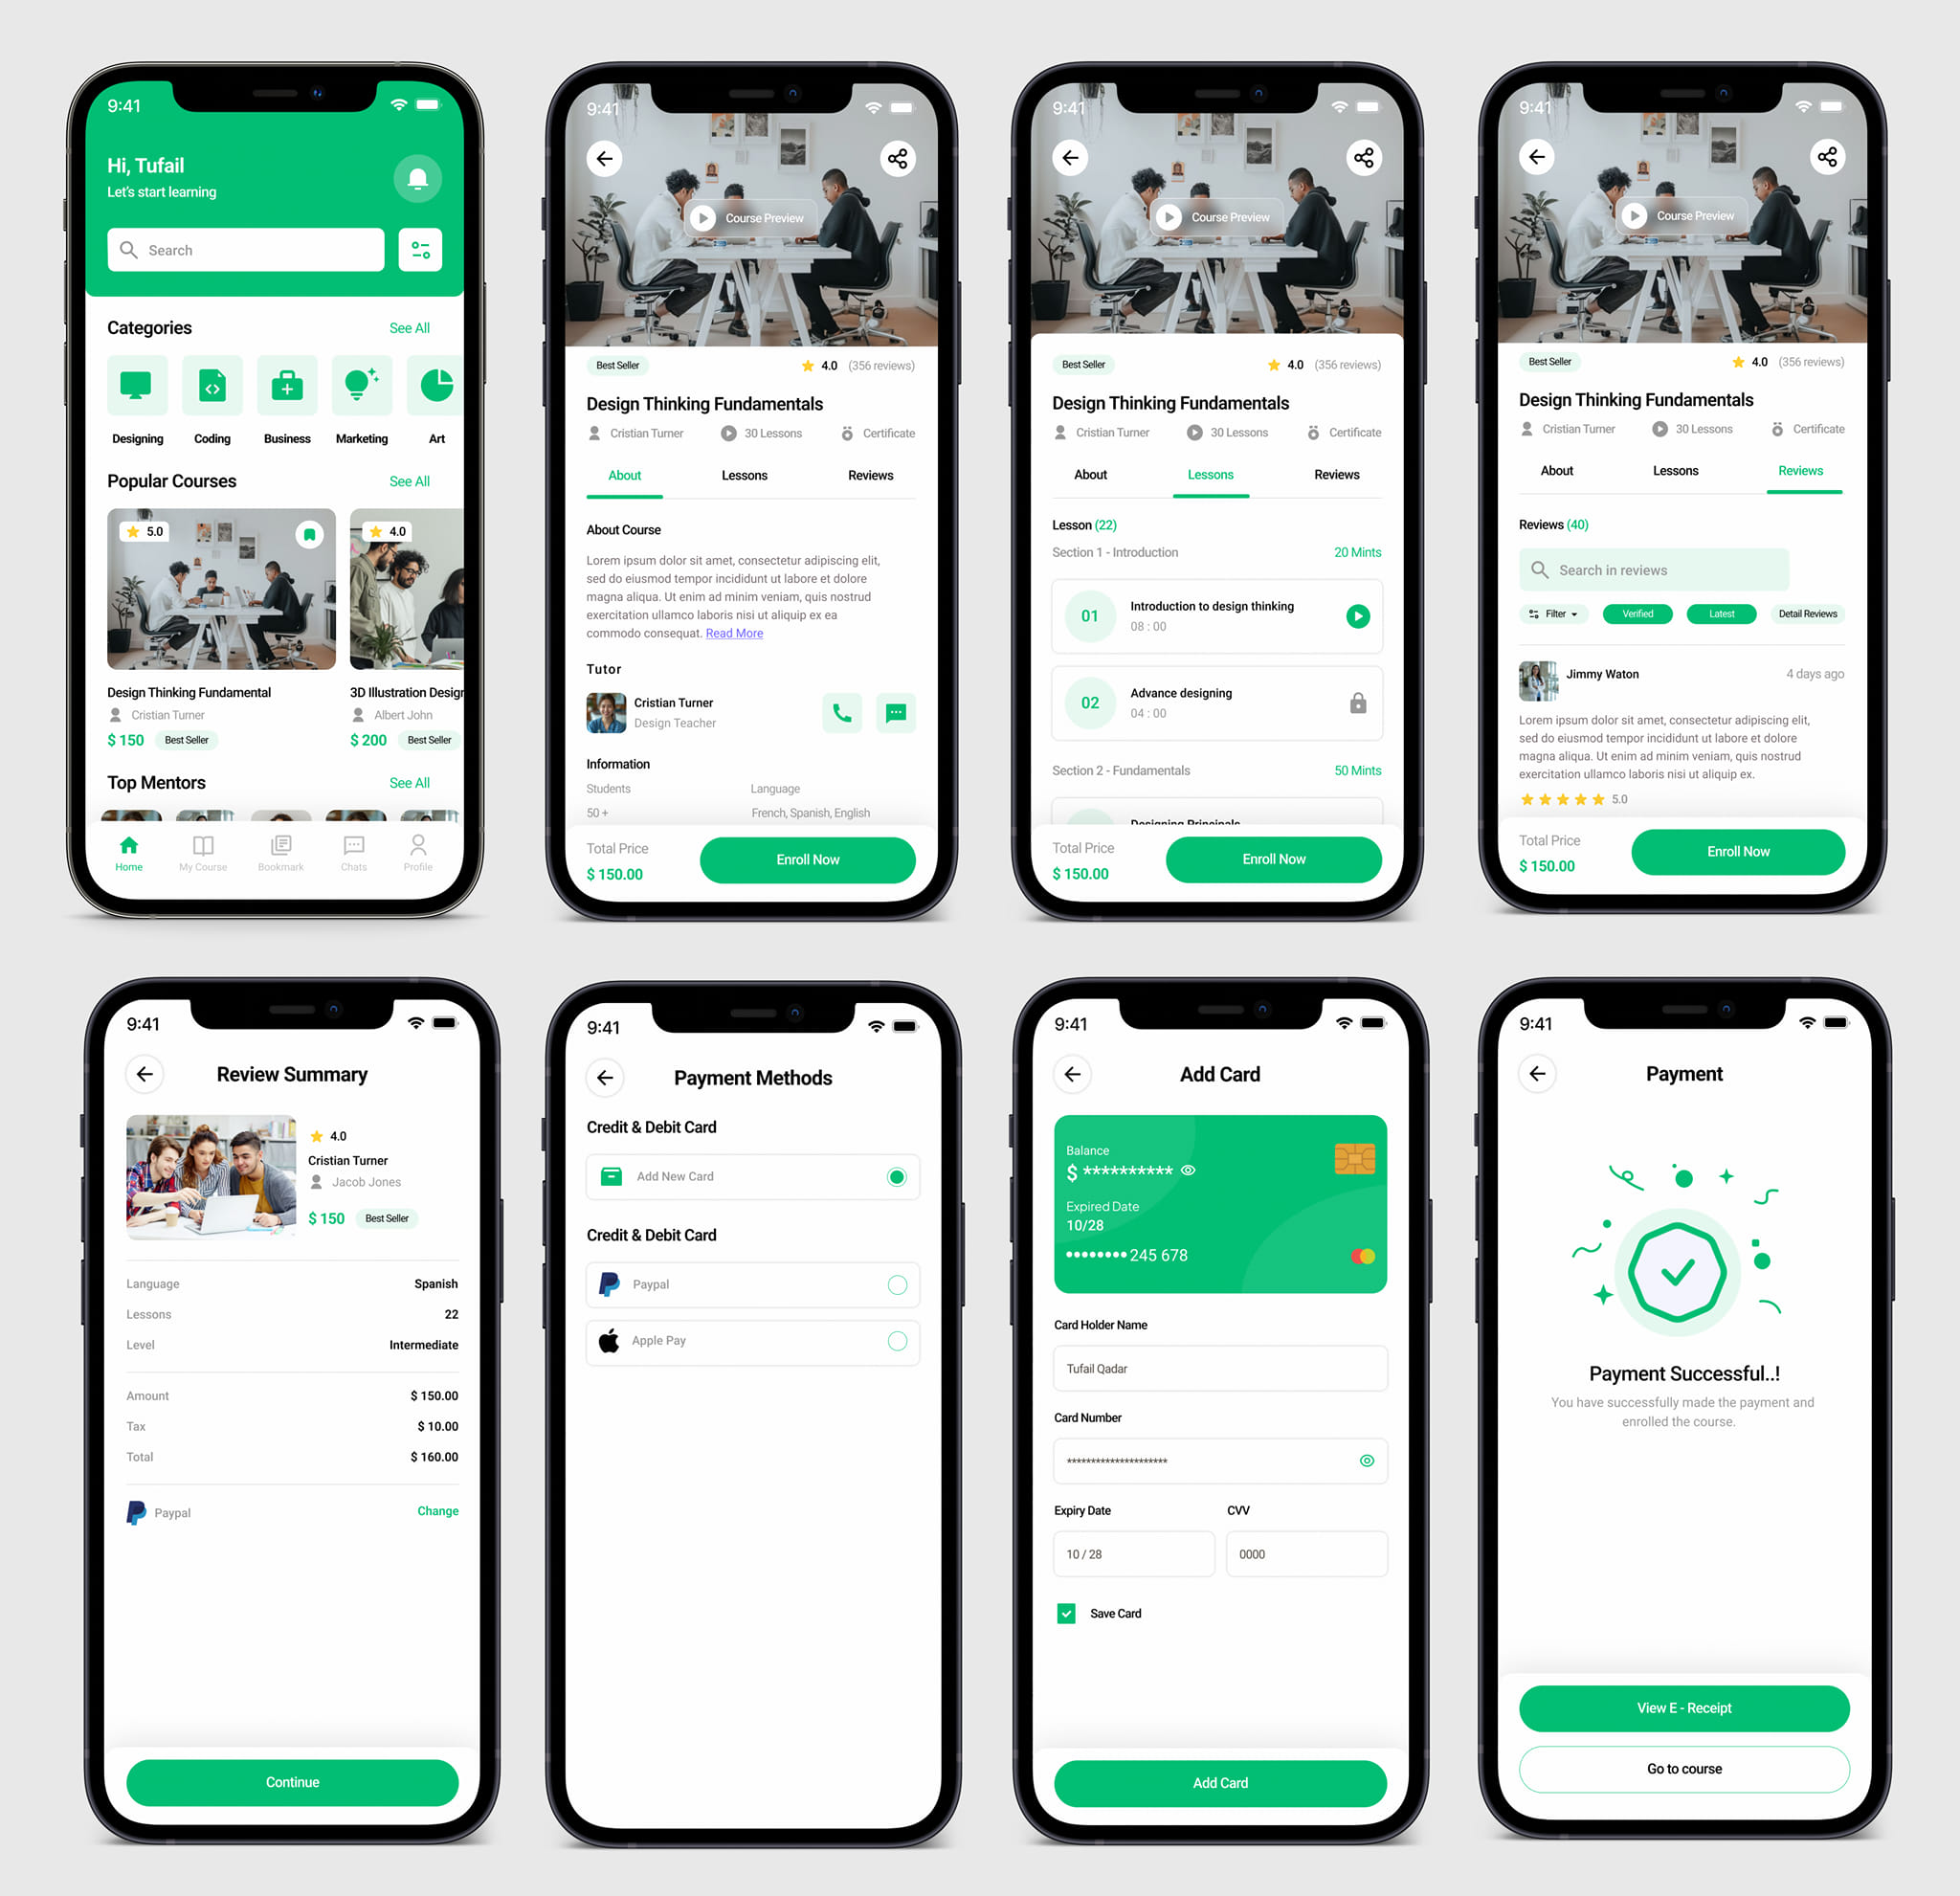 9:41
Hi, Tufail
Let's start learning
Search
Categories
See All
Designing
Coding
Business
Marketing
Art
Popular Courses
See All
5.0
4.0
Design Thinking Fundamental
Cristian Turner
$ 150
Best Seller
3D Illustration Design
Albert John
$ 200
Best Seller
Top Mentors
See All
Home
My Course
Bookmark
Chats
Profile
9:41
Course Preview
Best Seller
4.0
(356 reviews)
Design Thinking Fundamentals
Cristian Turner
30 Lessons
Certificate
About
Lessons
Reviews
About Course
Lorem ipsum dolor sit amet, consectetur adipiscing elit,
sed do eiusmod tempor incididunt ut labore et dolore
magna aliqua. Ut enim ad minim veniam, quis nostrud
exercitation ullamco laboris nisi ut aliquip ex ea
commodo consequat. Read More
Tutor
Cristian Turner
Design Teacher
Information
Students
Language
50 +
French, Spanish, English
Total Price
$ 150.00
Enroll Now
9:41
Course Preview
Best Seller
4.0
(356 reviews)
Design Thinking Fundamentals
Cristian Turner
30 Lessons
Certificate
About
Lessons
Reviews
Lesson (22)
Section 1 - Introduction
20 Mints
01
Introduction to design thinking
08 : 00
02
Advance designing
04 : 00
Section 2 - Fundamentals
50 Mints
Designing Principals
Total Price
$ 150.00
Enroll Now
9:41
Course Preview
Best Seller
4.0
(356 reviews)
Design Thinking Fundamentals
Cristian Turner
30 Lessons
Certificate
About
Lessons
Reviews
Reviews (40)
Search in reviews
Filter
Verified
Latest
Detail Reviews
Jimmy Waton
4 days ago
Lorem ipsum dolor sit amet, consectetur adipiscing elit,
sed do eiusmod tempor incididunt ut labore et dolore
magna aliqua. Ut enim ad minim veniam, quis nostrud
exercitation ullamco laboris nisi ut aliquip ex.
5.0
Total Price
$ 150.00
Enroll Now
9:41
Review Summary
4.0
Cristian Turner
Jacob Jones
$ 150
Best Seller
Language
Spanish
Lessons
22
Level
Intermediate
Amount
$ 150.00
Tax
$ 10.00
Total
$ 160.00
Paypal
Change
Continue
9:41
Payment Methods
Credit & Debit Card
Add New Card
Credit & Debit Card
Paypal
Apple Pay
9:41
Add Card
Balance
$ **********
Expired Date
10/28
••••••••245 678
Card Holder Name
Tufail Qadar
Card Number
*********************
Expiry Date
CVV
10 / 28
0000
Save Card
Add Card
9:41
Payment
Payment Successful..!
You have successfully made the payment and
enrolled the course.
View E - Receipt
Go to course